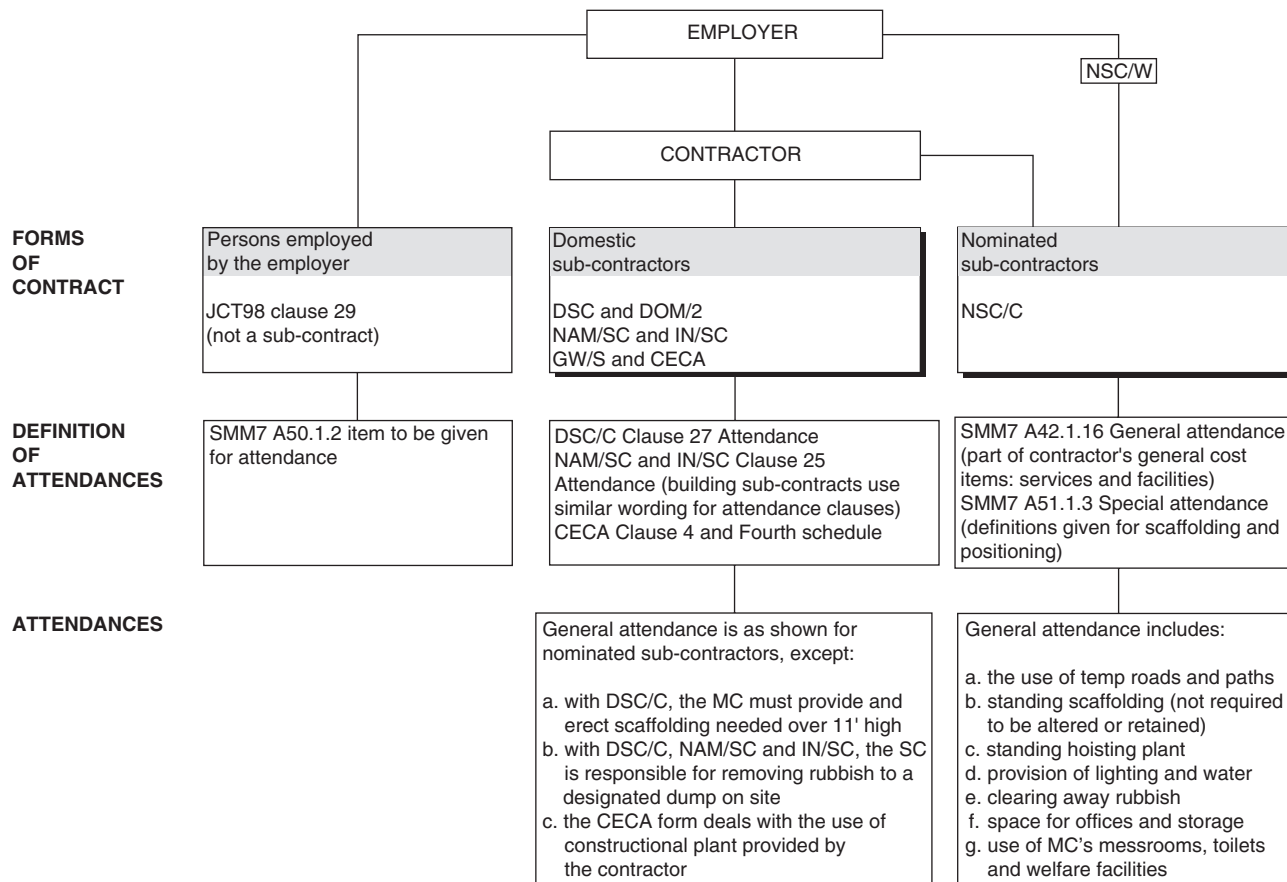 EMPLOYER
NSC/W
CONTRACTOR
FORMS
OF
CONTRACT
Persons employed
by the employer
JCT98 clause 29
(not a sub-contract)
Domestic
sub-contractors
DSC and DOM/2
NAM/SC and IN/SC
GW/S and CECA
Nominated
sub-contractors
NSC/C
DEFINITION
OF
ATTENDANCES
SMM7 A50.1.2 item to be given
for attendance
DSC/C Clause 27 Attendance
NAM/SC and IN/SC Clause 25
Attendance (building sub-contracts use
similar wording for attendance clauses)
CECA Clause 4 and Fourth schedule
SMM7 A42.1.16 General attendance
(part of contractor's general cost
items: services and facilities)
SMM7 A51.1.3 Special attendance
(definitions given for scaffolding and
positioning)
ATTENDANCES
General attendance is as shown for
nominated sub-contractors, except:
a. with DSC/C, the MC must provide and
erect scaffolding needed over 11' high
b. with DSC/C, NAM/SC and IN/SC, the SC
is responsible for removing rubbish to a
designated dump on site
c. the CECA form deals with the use of
constructional plant provided by
the contractor
General attendance includes:
a. the use of temp roads and paths
b. standing scaffolding (not required
to be altered or retained)
c. standing hoisting plant
d. provision of lighting and water
e. clearing away rubbish
f. space for offices and storage
g. use of MC's messrooms, toilets
and welfare facilities